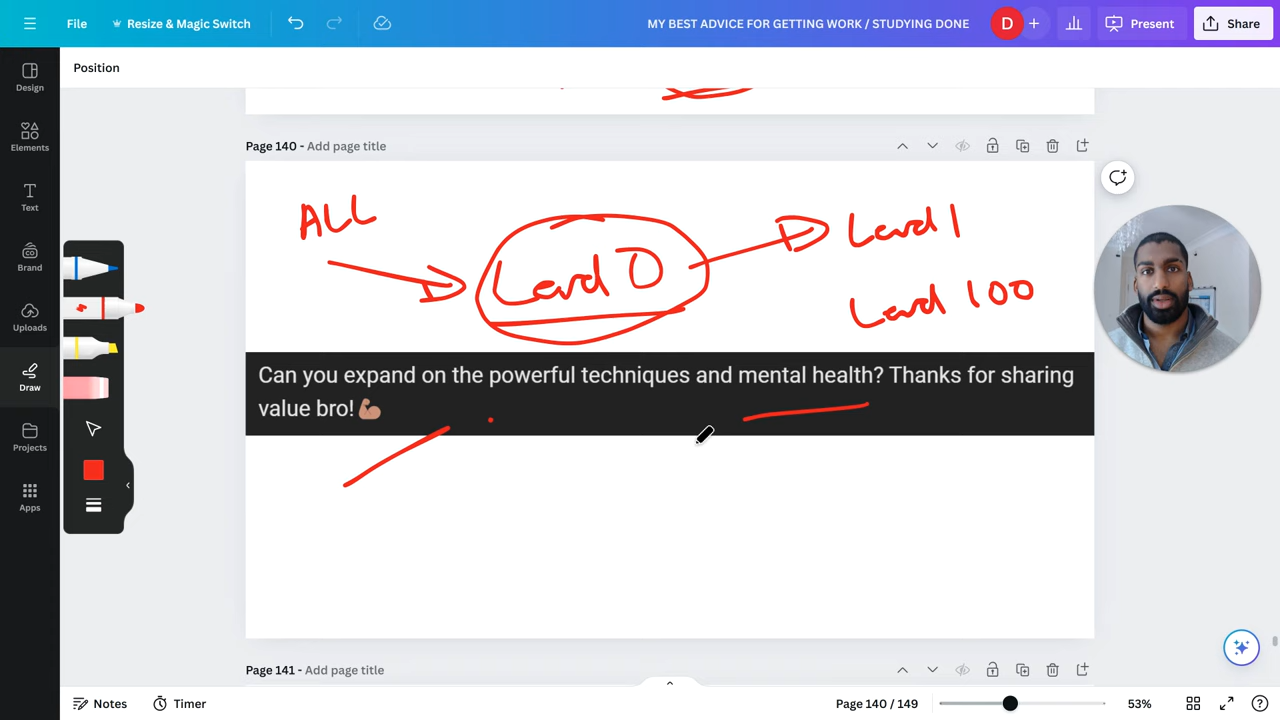 File
Resize & Magic Switch
MY BEST ADVICE FOR GETTING WORK / STUDYING DONE
D
Present
Share
Position
Design
Elements
Text
Brand
Uploads
Draw
Projects
Apps
Page 140 - Add page title
ALL
Level 0
Level 1
Level 100
Can you expand on the powerful techniques and mental health? Thanks for sharing
value bro!💪🏽
Page 141 - Add page title
Notes
Timer
Page 140 / 149
53%